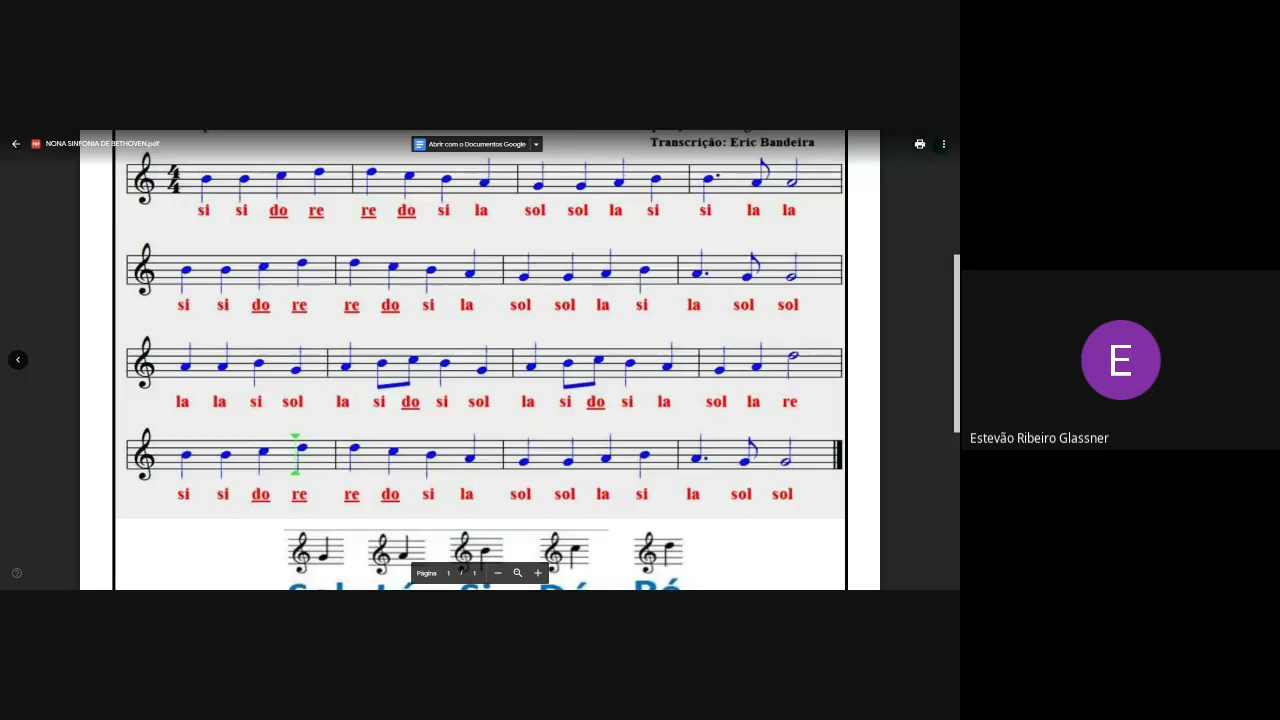 NONA SINFONIA DE BETHOVEN.pdf
Abrir com o Documentos Google
Transcrição: Eric Bandeira
si si do re re do si la sol sol la si si la la
si si do re re do si la sol sol la si la sol sol
la la si sol la si do si sol la si do si la sol la re
si si do re re do si la sol sol la si la sol sol
Página 1 / 1
E
Estevão Ribeiro Glassner